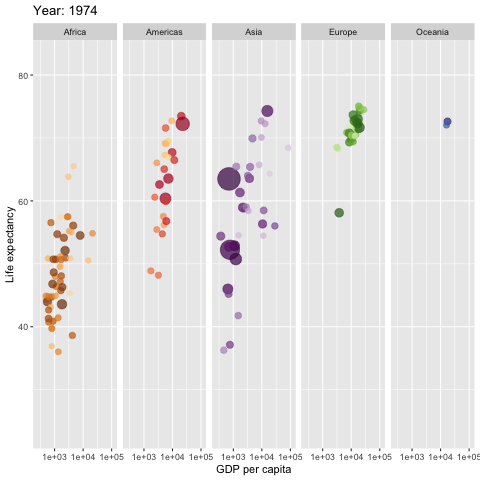 Year: 1974
Africa Americas Asia Europe Oceania
80
60
40
Life expectancy
1e+03 1e+04 1e+05 1e+03 1e+04 1e+05 1e+03 1e+04 1e+05 1e+03 1e+04 1e+05 1e+03 1e+04 1e+05
GDP per capita